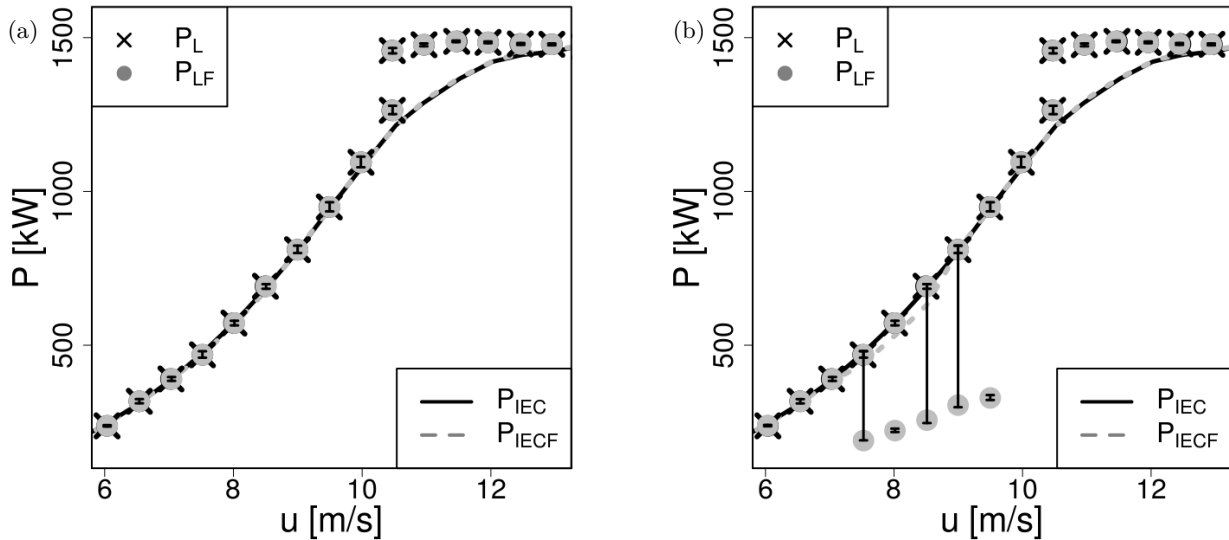 (a)
P_L
P_LF
1500
1000
500
P [kW]
P_IEC
P_IECF
6 8 10 12
u [m/s]
(b)
P_L
P_LF
1500
1000
500
P [kW]
P_IEC
P_IECF
6 8 10 12
u [m/s]